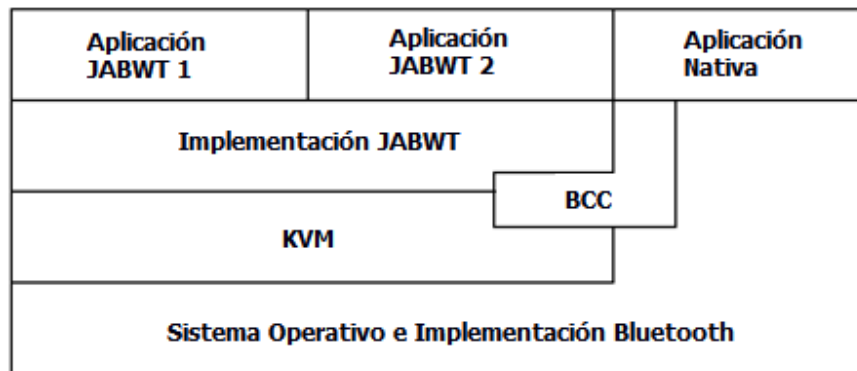 Aplicación
JABWT 1
Aplicación
JABWT 2
Aplicación
Nativa
Implementación JABWT
BCC
KVM
Sistema Operativo e Implementación Bluetooth